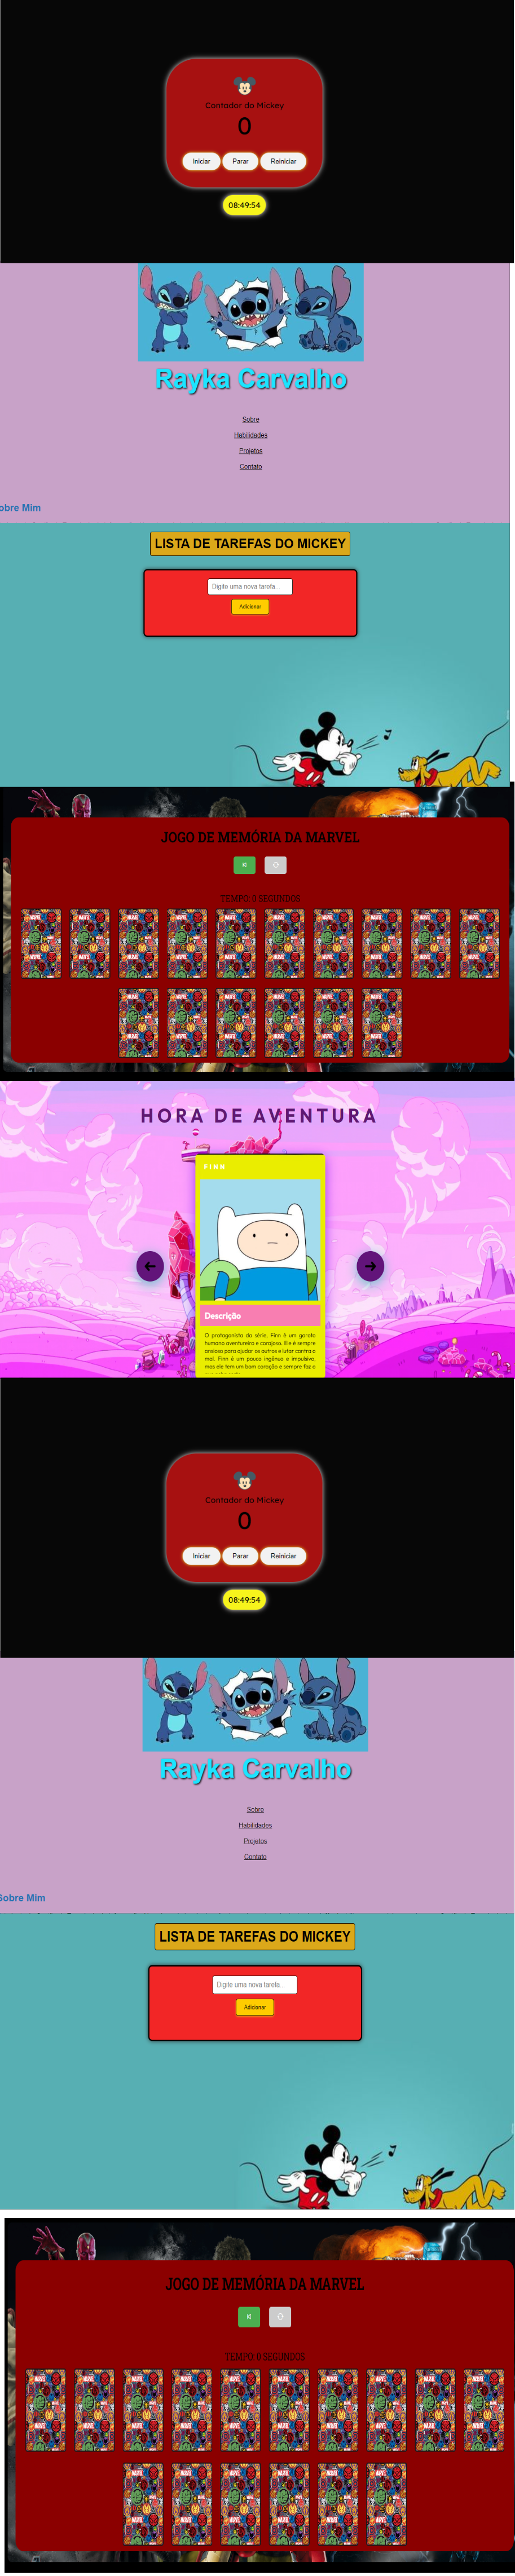 Contador do Mickey
0
Iniciar Parar Reiniciar
08:49:54
Rayka Carvalho
Sobre
Habilidades
Projetos
Contato
obre Mim
LISTA DE TAREFAS DO MICKEY
Digite uma nova tarefa...
Adicionar
JOGO DE MEMÓRIA DA MARVEL
TEMPO: 0 SEGUNDOS
HORA DE AVENTURA
FINN
Descrição
O protagonista da série, Finn é um garoto
humano aventureiro e corajoso. Ele é sempre
ansioso para ajudar os outros e lutar contra o
mal. Finn é um pouco ingênuo e impulsivo,
mas ele tem um bom coração e sempre faz o
Contador do Mickey
0
Iniciar Parar Reiniciar
08:49:54
Rayka Carvalho
Sobre
Habilidades
Projetos
Contato
Sobre Mim
LISTA DE TAREFAS DO MICKEY
Digite uma nova tarefa...
Adicionar
JOGO DE MEMÓRIA DA MARVEL
TEMPO: 0 SEGUNDOS